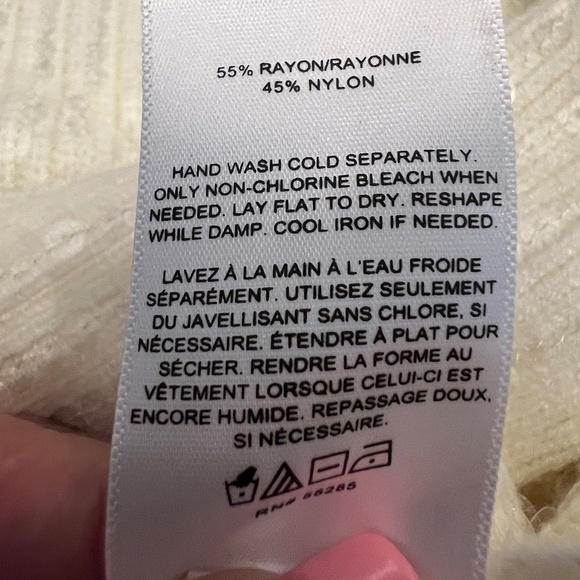 55% RAYON/RAYONNE
45% NYLON
HAND WASH COLD SEPARATELY.
ONLY NON-CHLORINE BLEACH WHEN
NEEDED. LAY FLAT TO DRY. RESHAPE
WHILE DAMP. COOL IRON IF NEEDED.
LAVEZ À LA MAIN À L'EAU FROIDE
SÉPARÉMENT. UTILISEZ SEULEMENT
DU JAVELLISANT SANS CHLORE, SI
NÉCESSAIRE. ÉTENDRE À PLAT POUR
SÉCHER. RENDRE LA FORME AU
VÊTEMENT LORSQUE CELUI-CI EST
ENCORE HUMIDE. REPASSAGE DOUX,
SI NÉCESSAIRE.
RN# 56285